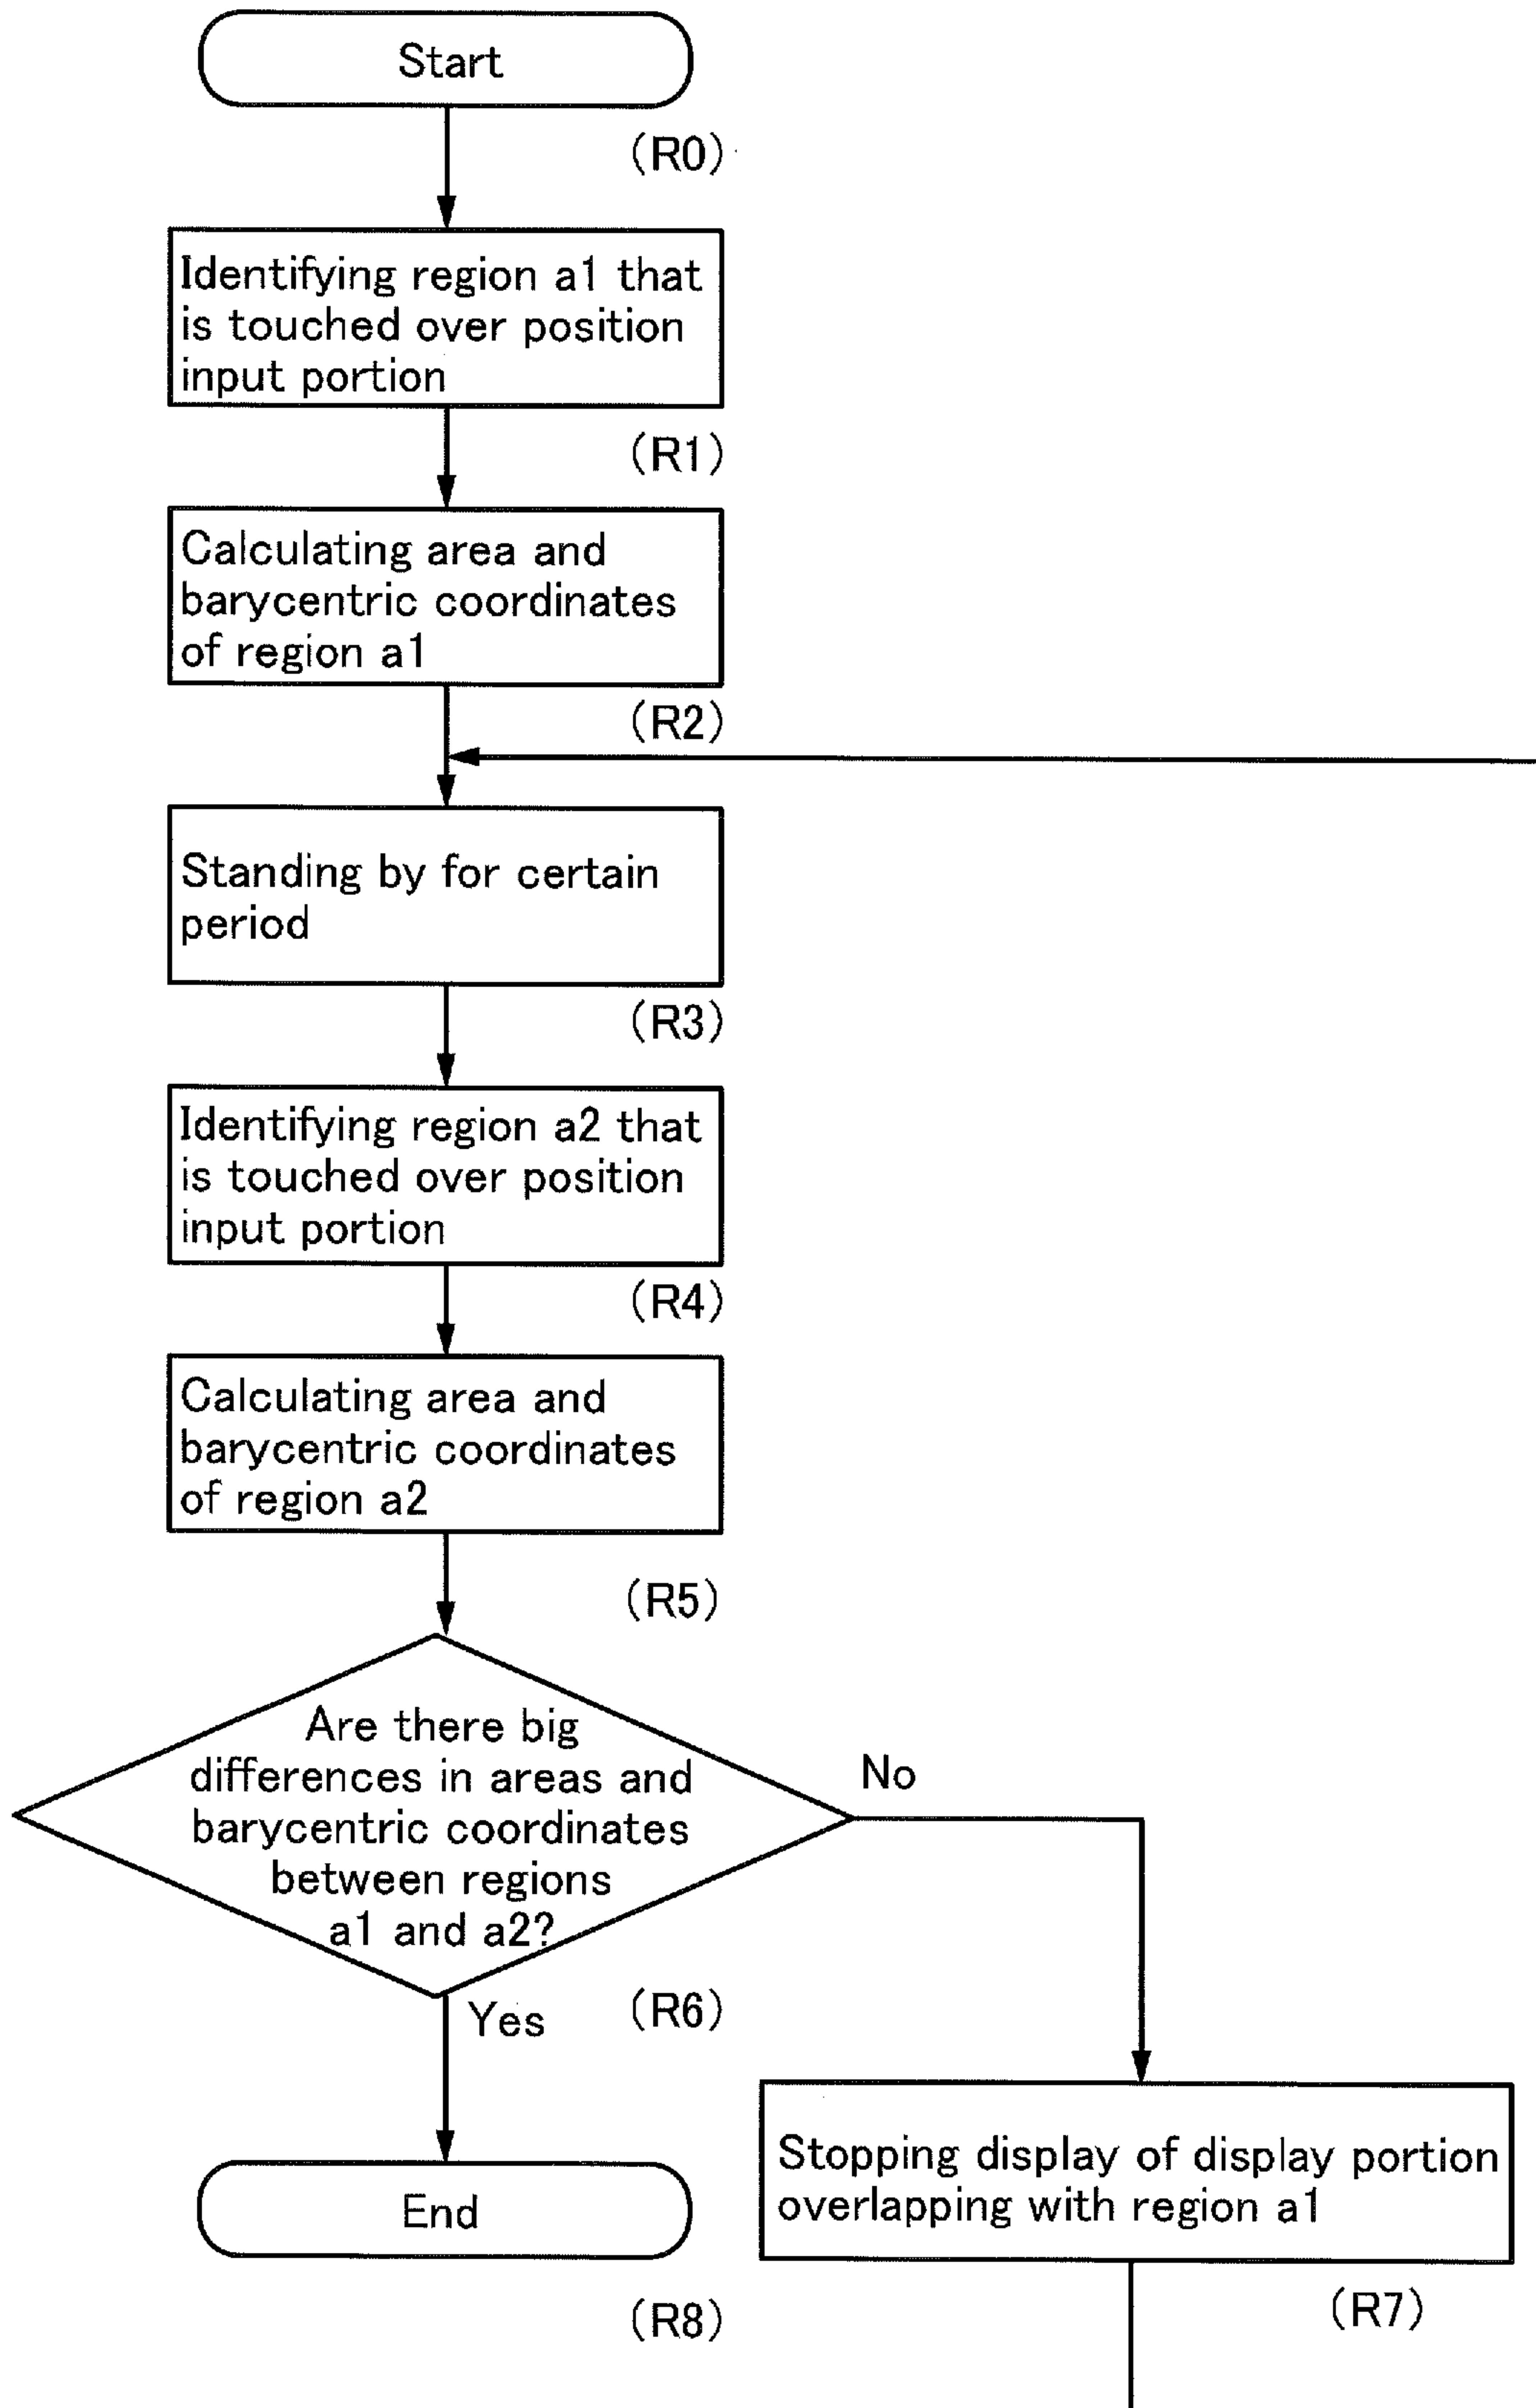 Start
(R0)
Identifying region a1 that
is touched over position
input portion
(R1)
Calculating area and
barycentric coordinates
of region a1
(R2)
Standing by for certain
period
(R3)
Identifying region a2 that
is touched over position
input portion
(R4)
Calculating area and
barycentric coordinates
of region a2
(R5)
Are there big
differences in areas and
barycentric coordinates
between regions
a1 and a2?
No
Yes
(R6)
Stopping display of display portion
overlapping with region a1
(R7)
End
(R8)